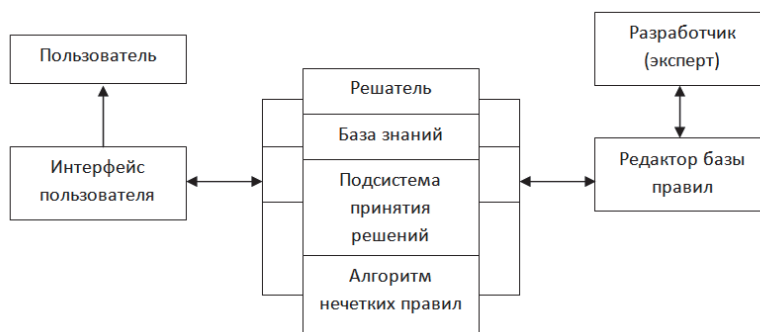 Пользователь
Интерфейс
пользователя
Решатель
База знаний
Подсистема
принятия
решений
Алгоритм
нечетких правил
Разработчик
(эксперт)
Редактор базы
правил